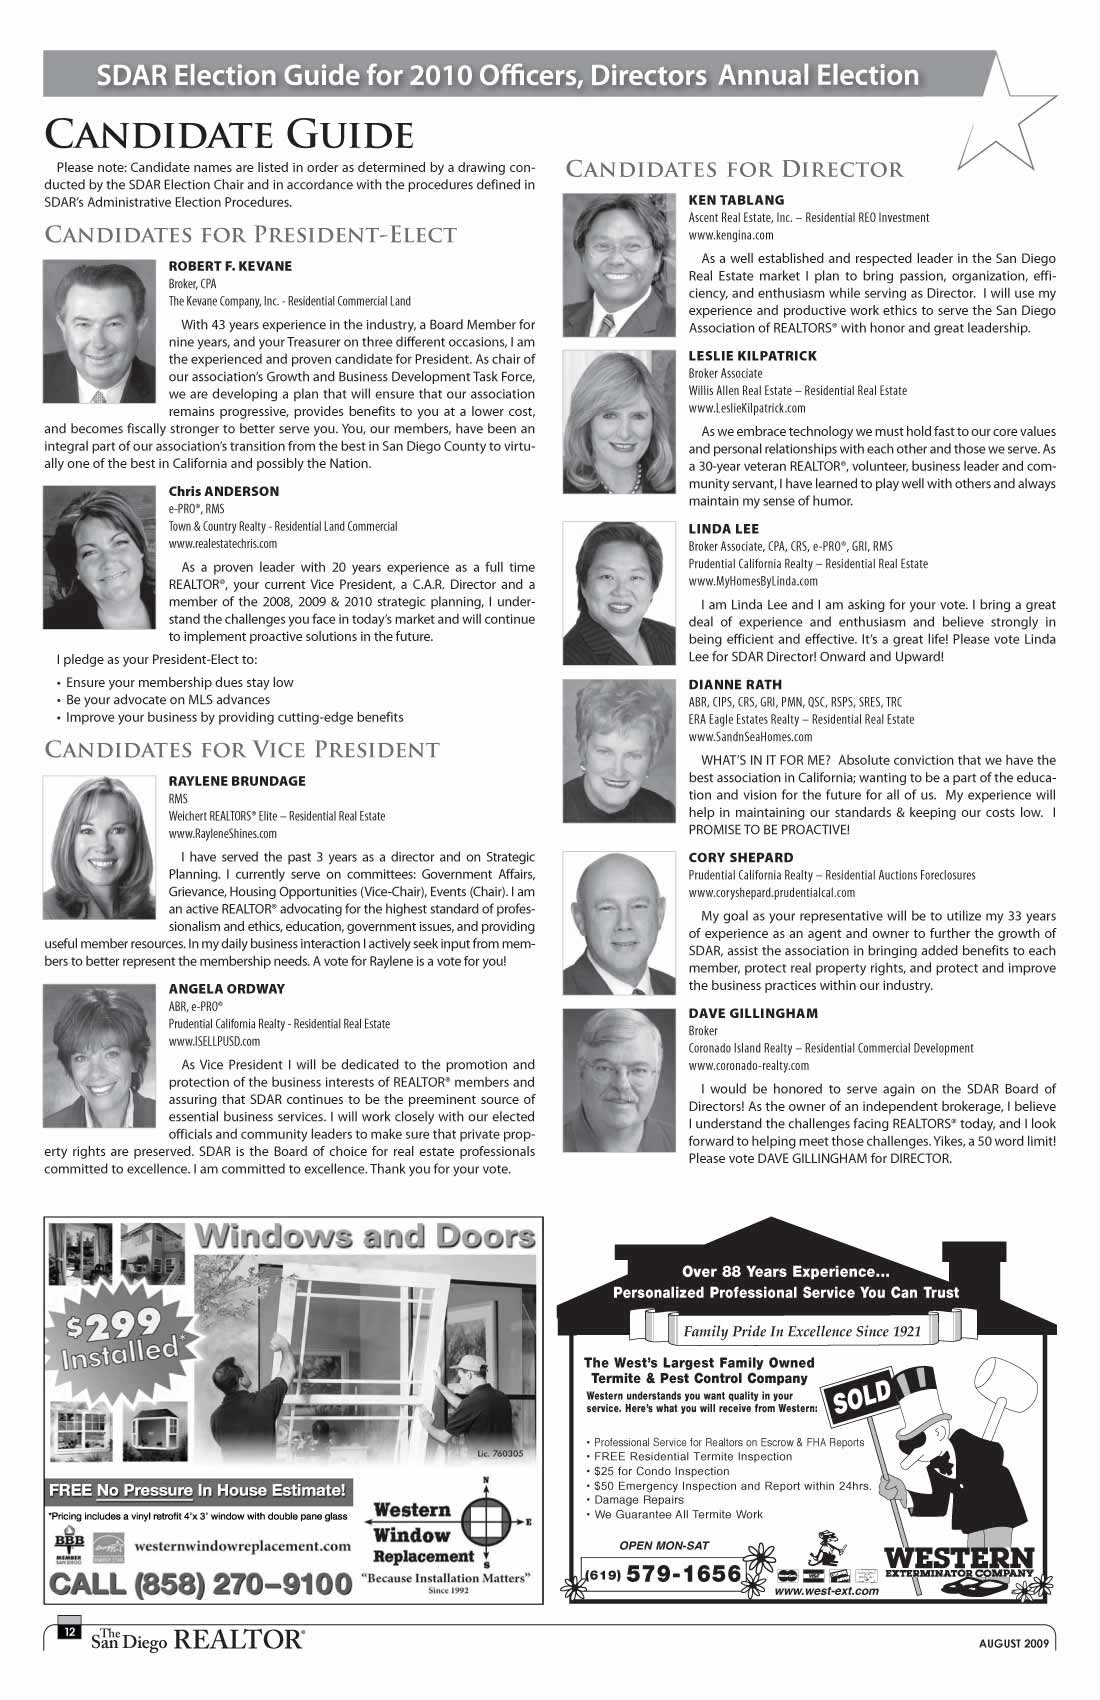 SDAR Election Guide for 2010 Officers, Directors Annual Election
CANDIDATE GUIDE
Please note: Candidate names are listed in order as determined by a drawing con-
ducted by the SDAR Election Chair and in accordance with the procedures defined in
SDAR's Administrative Election Procedures.
CANDIDATES FOR PRESIDENT-ELECT
ROBERT F. KEVANE
Broker, CPA
The Kevane Company, Inc. - Residential Commercial Land
With 43 years experience in the industry, a Board Member for
nine years, and your Treasurer on three different occasions, I am
the experienced and proven candidate for President. As chair of
our association's Growth and Business Development Task Force,
we are developing a plan that will ensure that our association
remains progressive, provides benefits to you at a lower cost,
and becomes fiscally stronger to better serve you. You, our members, have been an
integral part of our association's transition from the best in San Diego County to virtu-
ally one of the best in California and possibly the Nation.
Chris ANDERSON
e-PRO®, RMS
Town & Country Realty - Residential Land Commercial
www.realestatechris.com
As a proven leader with 20 years experience as a full time
REALTOR®, your current Vice President, a C.A.R. Director and a
member of the 2008, 2009 & 2010 strategic planning, I under-
stand the challenges you face in today's market and will continue
to implement proactive solutions in the future.
I pledge as your President-Elect to:
• Ensure your membership dues stay low
• Be your advocate on MLS advances
• Improve your business by providing cutting-edge benefits
CANDIDATES FOR VICE PRESIDENT
RAYLENE BRUNDAGE
RMS
Weichert REALTORS® Elite – Residential Real Estate
www.RayleneShines.com
I have served the past 3 years as a director and on Strategic
Planning. I currently serve on committees: Government Affairs,
Grievance, Housing Opportunities (Vice-Chair), Events (Chair). I am
an active REALTOR® advocating for the highest standard of profes-
sionalism and ethics, education, government issues, and providing
useful member resources. In my daily business interaction I actively seek input from mem-
bers to better represent the membership needs. A vote for Raylene is a vote for you!
ANGELA ORDWAY
ABR, e-PRO®
Prudential California Realty - Residential Real Estate
www.ISELLPUSD.com
As Vice President I will be dedicated to the promotion and
protection of the business interests of REALTOR® members and
assuring that SDAR continues to be the preeminent source of
essential business services. I will work closely with our elected
officials and community leaders to make sure that private prop-
erty rights are preserved. SDAR is the Board of choice for real estate professionals
committed to excellence. I am committed to excellence. Thank you for your vote.
CANDIDATES FOR DIRECTOR
KEN TABLANG
Ascent Real Estate, Inc. – Residential REO Investment
www.kengina.com
As a well established and respected leader in the San Diego
Real Estate market I plan to bring passion, organization, effi-
ciency, and enthusiasm while serving as Director. I will use my
experience and productive work ethics to serve the San Diego
Association of REALTORS® with honor and great leadership.
LESLIE KILPATRICK
Broker Associate
Willis Allen Real Estate – Residential Real Estate
www.LeslieKilpatrick.com
As we embrace technology we must hold fast to our core values
and personal relationships with each other and those we serve. As
a 30-year veteran REALTOR®, volunteer, business leader and com-
munity servant, I have learned to play well with others and always
maintain my sense of humor.
LINDA LEE
Broker Associate, CPA, CRS, e-PRO®, GRI, RMS
Prudential California Realty – Residential Real Estate
www.MyHomesByLinda.com
I am Linda Lee and I am asking for your vote. I bring a great
deal of experience and enthusiasm and believe strongly in
being efficient and effective. It's a great life! Please vote Linda
Lee for SDAR Director! Onward and Upward!
DIANNE RATH
ABR, CIPS, CRS, GRI, PMN, QSC, RSPS, SRES, TRC
ERA Eagle Estates Realty – Residential Real Estate
www.SandnSeaHomes.com
WHAT'S IN IT FOR ME? Absolute conviction that we have the
best association in California; wanting to be a part of the educa-
tion and vision for the future for all of us. My experience will
help in maintaining our standards & keeping our costs low. I
PROMISE TO BE PROACTIVE!
CORY SHEPARD
Prudential California Realty – Residential Auctions Foreclosures
www.coryshepard.prudentialcal.com
My goal as your representative will be to utilize my 33 years
of experience as an agent and owner to further the growth of
SDAR, assist the association in bringing added benefits to each
member, protect real property rights, and protect and improve
the business practices within our industry.
DAVE GILLINGHAM
Broker
Coronado Island Realty – Residential Commercial Development
www.coronado-realty.com
I would be honored to serve again on the SDAR Board of
Directors! As the owner of an independent brokerage, I believe
I understand the challenges facing REALTORS® today, and I look
forward to helping meet those challenges. Yikes, a 50 word limit!
Please vote DAVE GILLINGHAM for DIRECTOR.
Windows and Doors
$299
Installed*
Lic. 760305
FREE No Pressure In House Estimate!
*Pricing includes a vinyl retrofit 4'x 3' window with double pane glass
BBB
MEMBER
SAN DIEGO
ENERGY STAR
westernwindowreplacement.com
CALL (858) 270-9100
Western
Window
Replacement
N
E
S
"Because Installation Matters"
Since 1992
Over 88 Years Experience...
Personalized Professional Service You Can Trust
Family Pride In Excellence Since 1921
The West's Largest Family Owned
Termite & Pest Control Company
Western understands you want quality in your
service. Here's what you will receive from Western:
SOLD
• Professional Service for Realtors on Escrow & FHA Reports
• FREE Residential Termite Inspection
• $25 for Condo Inspection
• $50 Emergency Inspection and Report within 24hrs.
• Damage Repairs
• We Guarantee All Termite Work
OPEN MON-SAT
(619) 579-1656
www.west-ext.com
WESTERN
EXTERMINATOR COMPANY
12
The San Diego REALTOR®
AUGUST 2009